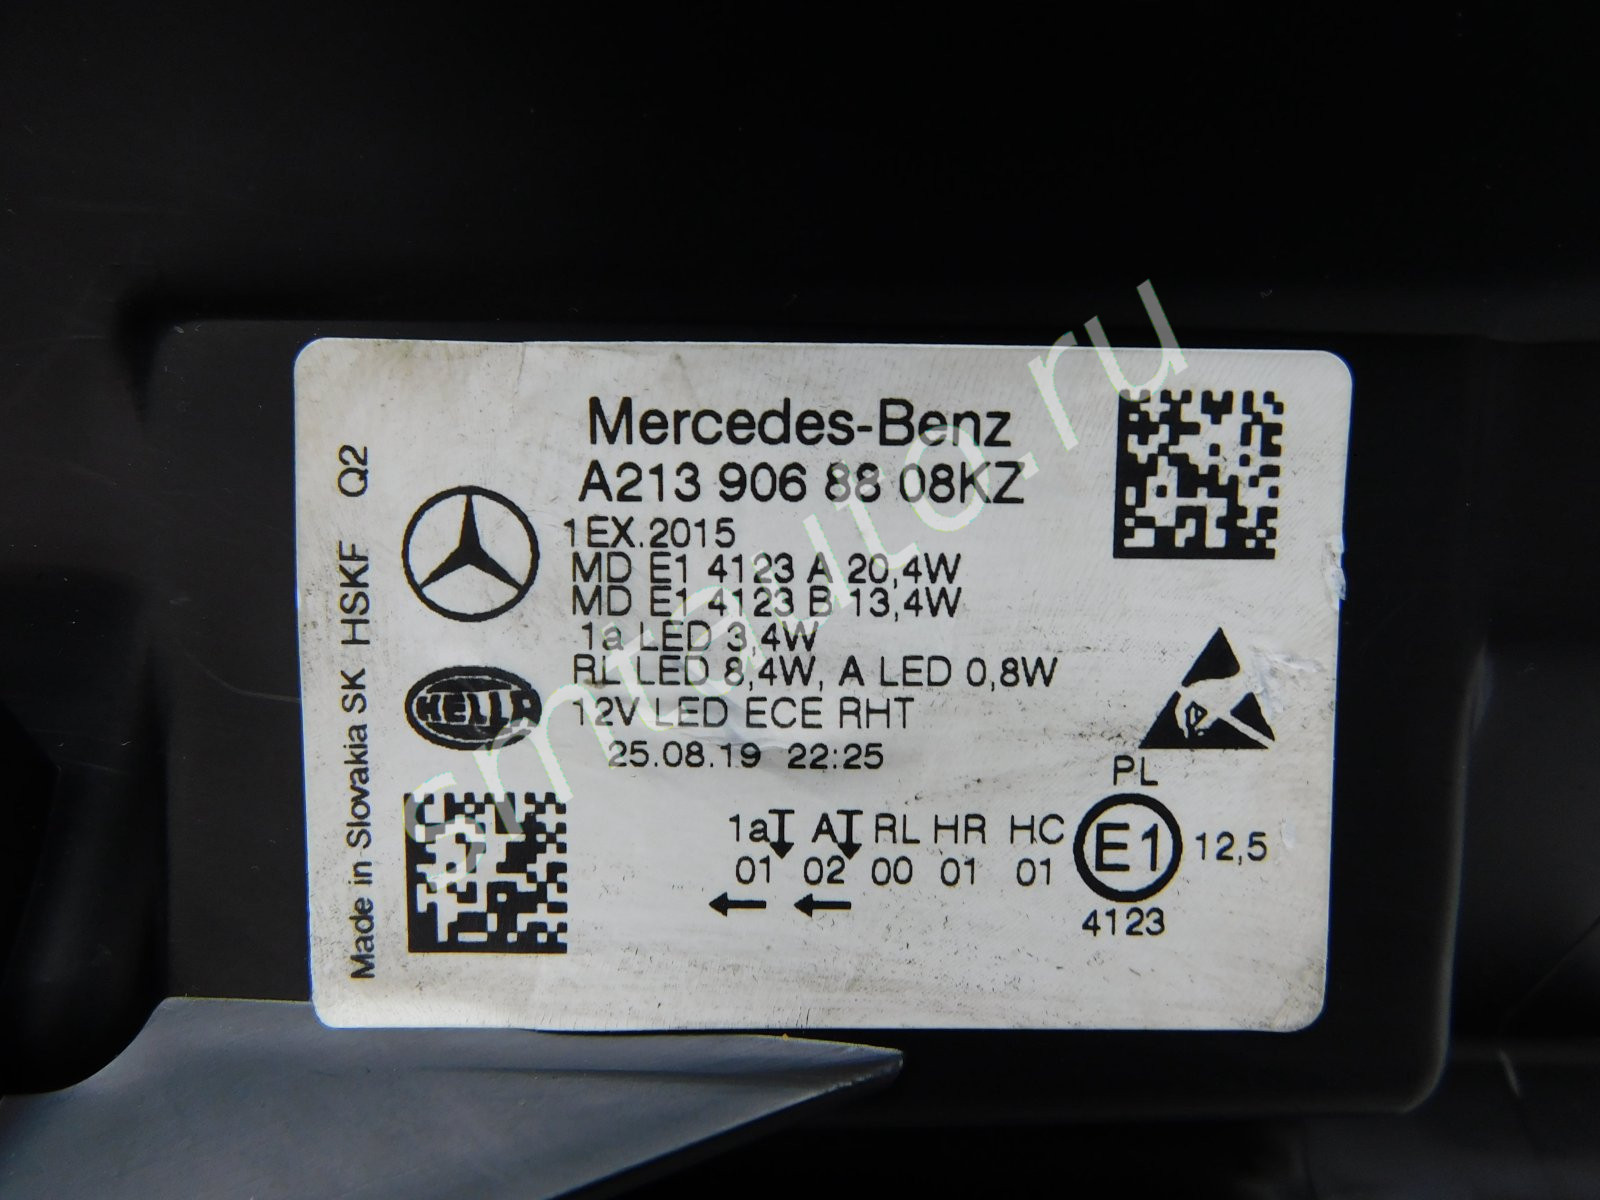 Mercedes-Benz
A213 906 88 08KZ
1EX.2015
MD E1 4123 A 20,4W
MD E1 4123 B 13,4W
1a LED 3,4W
RL LED 8,4W, A LED 0,8W
12V LED ECE RHT
25.08.19 22:25
HELLA
Made in Slovakia SK HSKF Q2
PL
1a A RL HR HC E1 12,5
01 02 00 01 01
4123
smtauto.ru